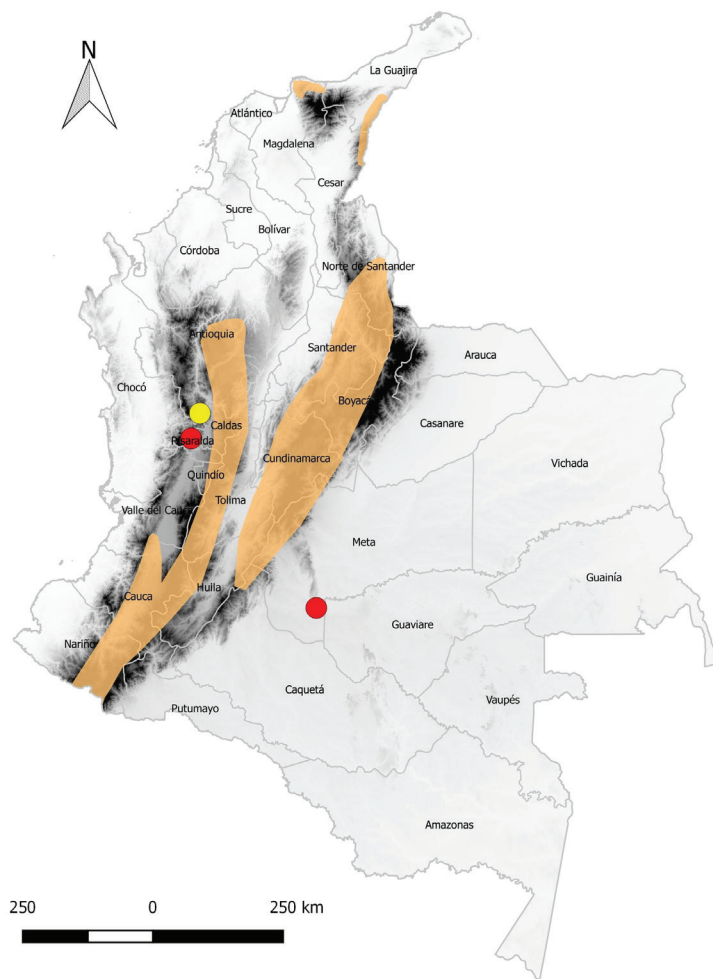 N
La Guajira
Atlántico
Magdalena
Cesar
Sucre
Bolívar
Córdoba
Norte de Santander
Antioquia
Santander
Arauca
Chocó
Boyacá
Caldas
Casanare
Risaralda
Cundinamarca
Vichada
Quindío
Tolima
Valle del Cauca
Meta
Guainía
Cauca
Huila
Guaviare
Nariño
Caquetá
Vaupés
Putumayo
Amazonas
250 0 250 km